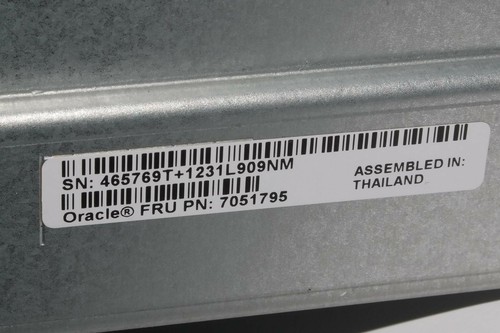 SN: 465769T+1231L909NM
Oracle® FRU PN: 7051795
ASSEMBLED IN:
THAILAND